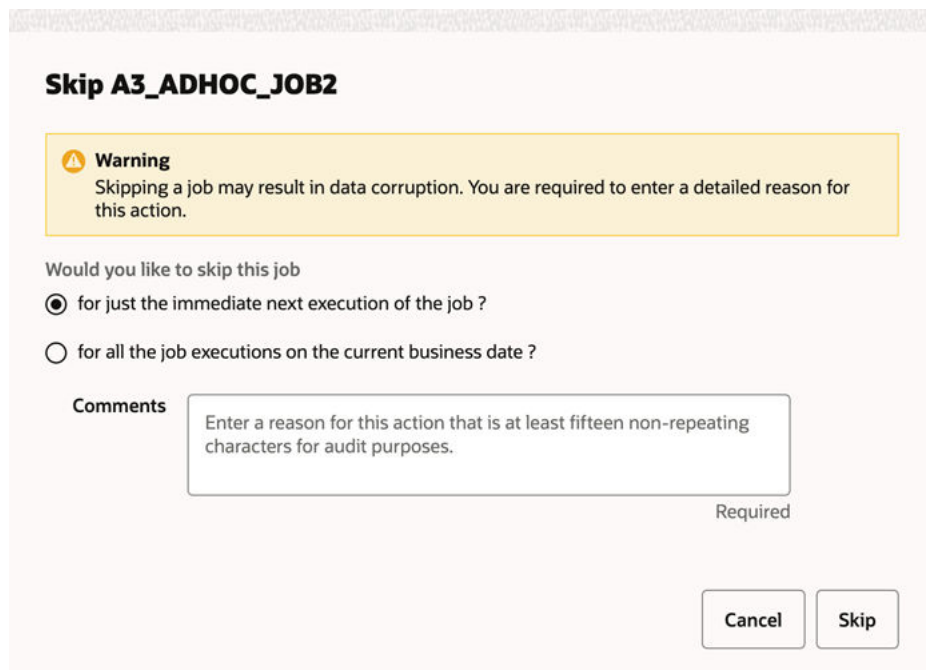 Skip A3_ADHOC_JOB2
Warning
Skipping a job may result in data corruption. You are required to enter a detailed reason for
this action.
Would you like to skip this job
for just the immediate next execution of the job ?
for all the job executions on the current business date ?
Comments
Enter a reason for this action that is at least fifteen non-repeating
characters for audit purposes.
Required
Cancel Skip